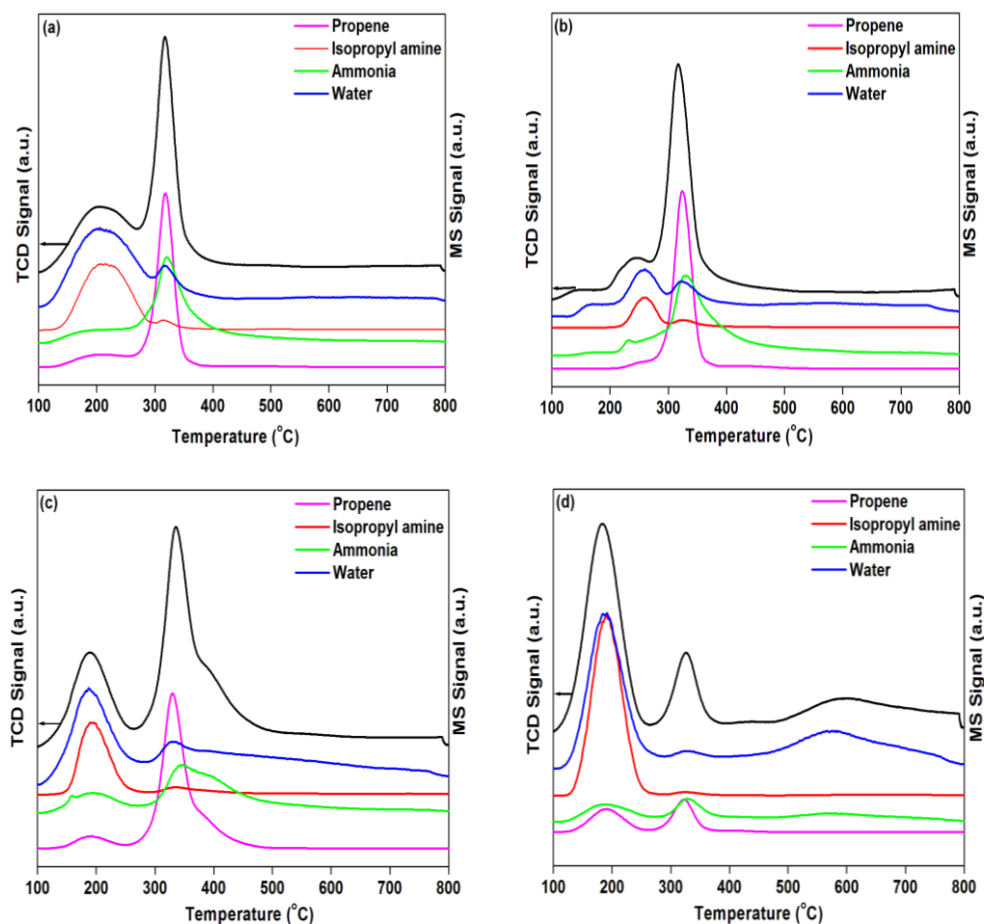 (a)
Propene
Isopropyl amine
Ammonia
Water
TCD Signal (a.u.)
MS Signal (a.u.)
100 200 300 400 500 600 700 800
Temperature (°C)
(b)
Propene
Isopropyl amine
Ammonia
Water
TCD Signal (a.u.)
MS Signal (a.u.)
100 200 300 400 500 600 700 800
Temperature (°C)
(c)
Propene
Isopropyl amine
Ammonia
Water
TCD Signal (a.u.)
MS Signal (a.u.)
100 200 300 400 500 600 700 800
Temperature (°C)
(d)
Propene
Isopropyl amine
Ammonia
Water
TCD Signal (a.u.)
MS Signal (a.u.)
100 200 300 400 500 600 700 800
Temperature (°C)